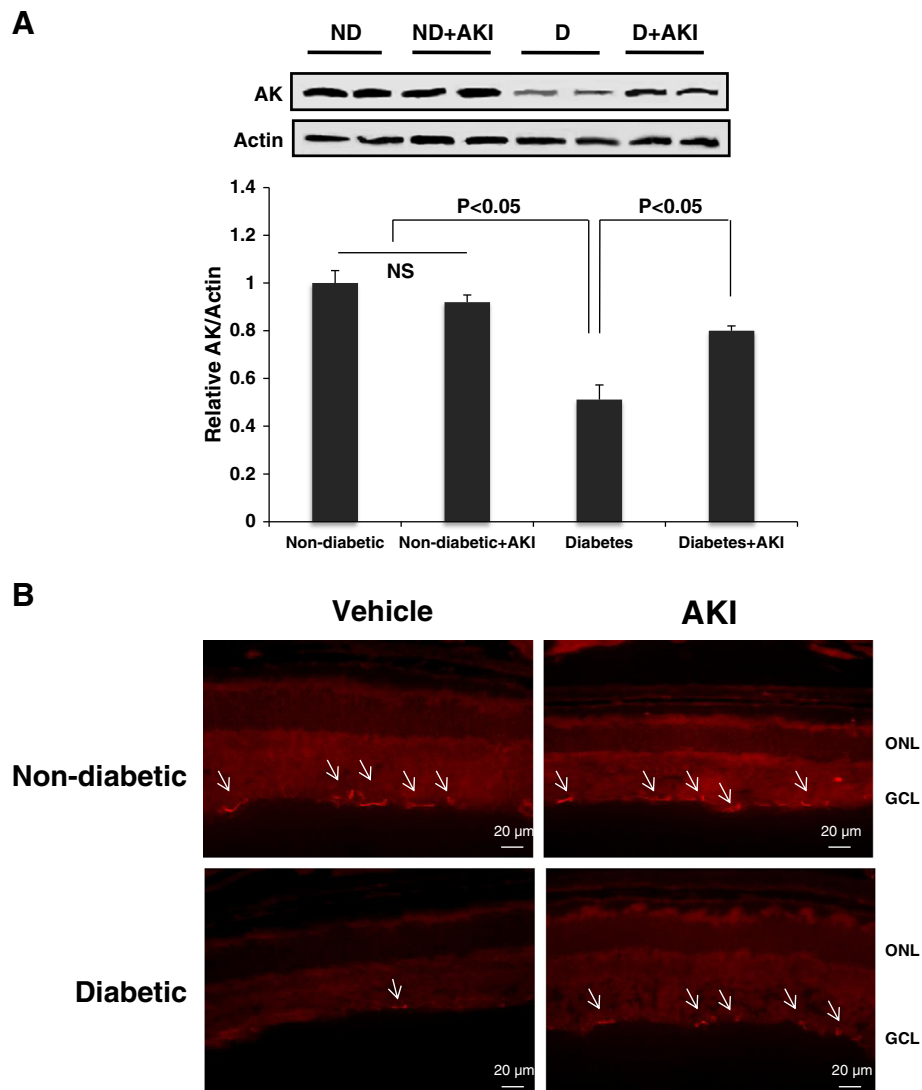 A
ND ND+AKI D D+AKI
AK
Actin
1.4
1.2
1
0.8
0.6
0.4
0.2
0
Relative AK/Actin
P<0.05 P<0.05
NS
Non-diabetic Non-diabetic+AKI Diabetes Diabetes+AKI
B
Vehicle AKI
Non-diabetic
ONL
GCL
20 µm 20 µm
Diabetic
ONL
GCL
20 µm 20 µm